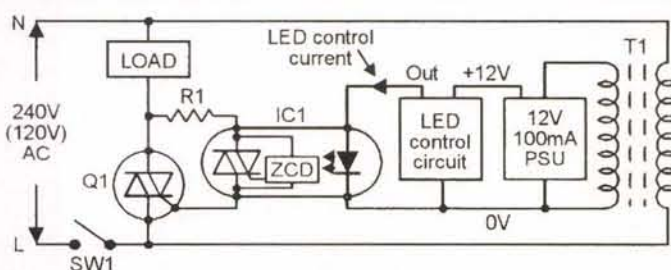 N
LOAD
LED control
current
T1
R1
IC1
Out
+12V
240V
(120V)
AC
LED
control
circuit
12V
100mA
PSU
ZCD
Q1
0V
L
SW1